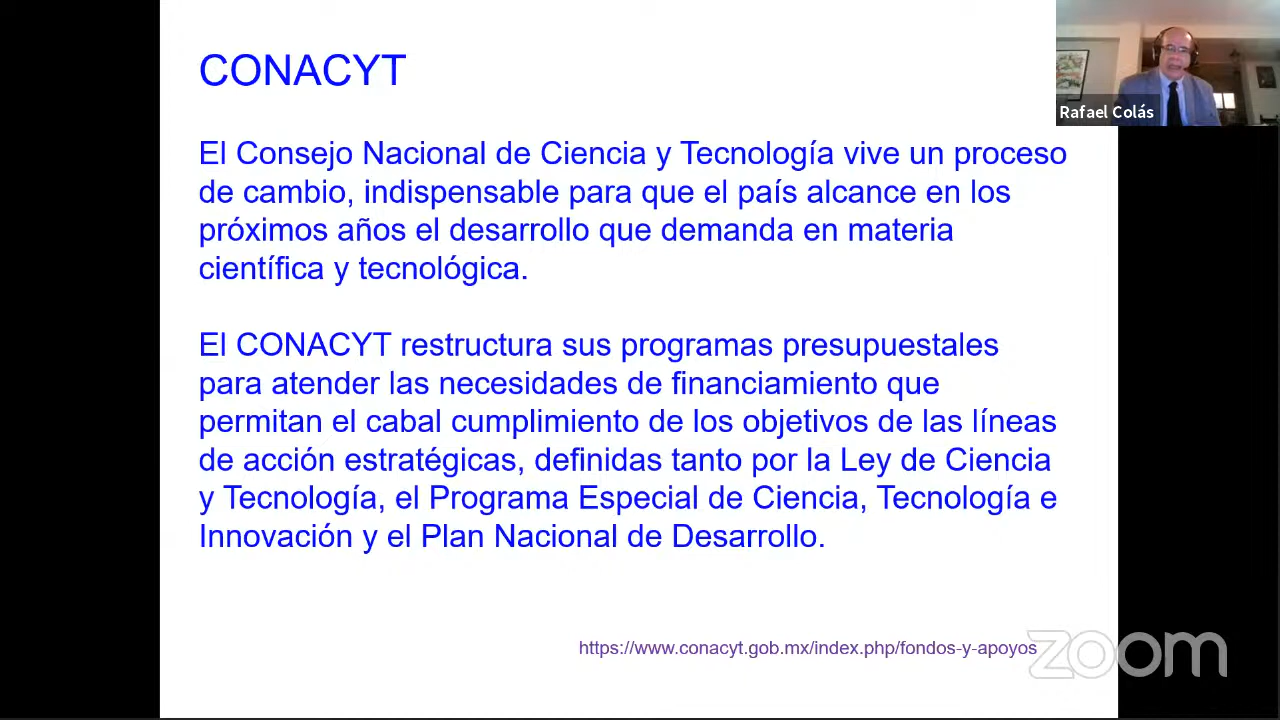 CONACYT
Rafael Colás
El Consejo Nacional de Ciencia y Tecnología vive un proceso
de cambio, indispensable para que el país alcance en los
próximos años el desarrollo que demanda en materia
científica y tecnológica.
El CONACYT restructura sus programas presupuestales
para atender las necesidades de financiamiento que
permitan el cabal cumplimiento de los objetivos de las líneas
de acción estratégicas, definidas tanto por la Ley de Ciencia
y Tecnología, el Programa Especial de Ciencia, Tecnología e
Innovación y el Plan Nacional de Desarrollo.
https://www.conacyt.gob.mx/index.php/fondos-y-apoyos
zoom